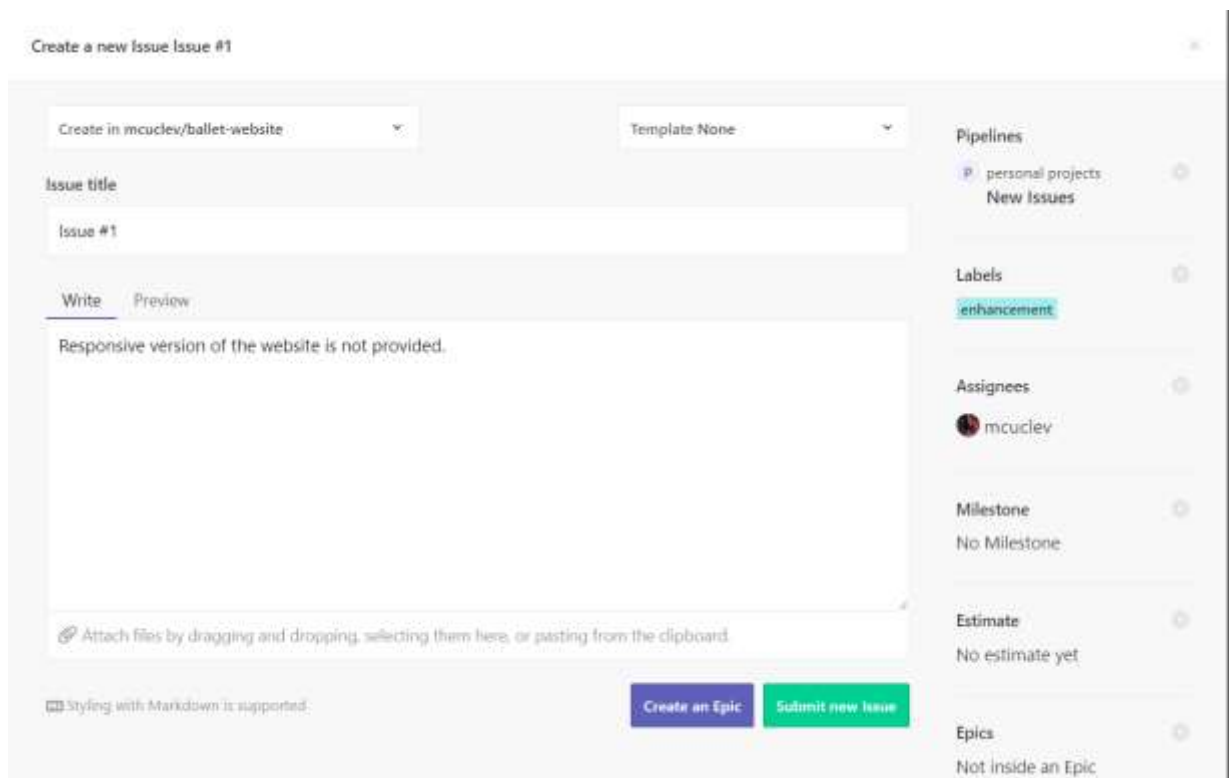 Create a new Issue Issue #1
Create in mcuclev/ballet-website
Template None
Issue title
Issue #1
Write Preview
Responsive version of the website is not provided.
Attach files by dragging and dropping, selecting them here, or pasting from the clipboard.
Styling with Markdown is supported
Create an Epic
Submit new Issue
Pipelines
P personal projects
New Issues
Labels
enhancement
Assignees
mcuclev
Milestone
No Milestone
Estimate
No estimate yet
Epics
Not inside an Epic